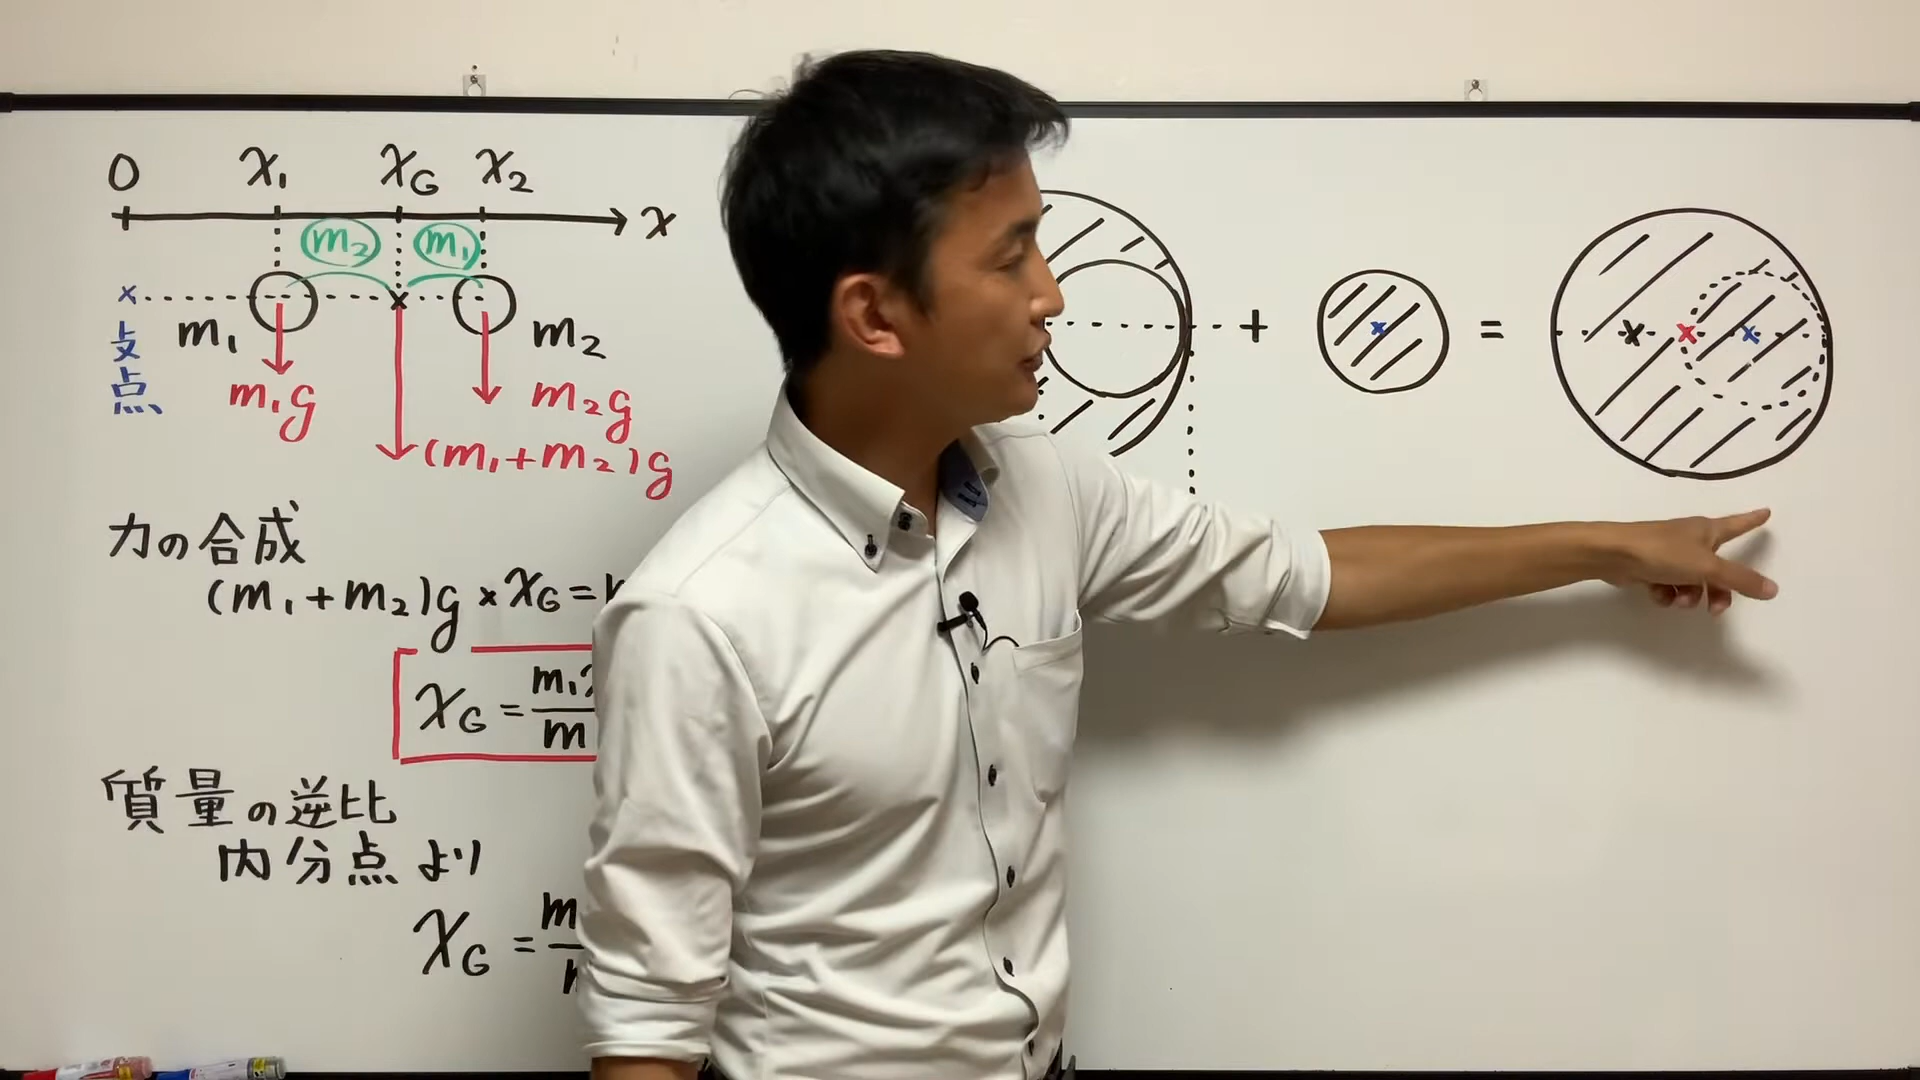 0 x₁ x_G x₂ x
m₂ m₁
支点
m₁ m₂
m₁g m₂g
(m₁+m₂)g
+ =
力の合成
(m₁+m₂)g × x_G =
x_G = m₁ / m
質量の逆比
内分点 より
x_G = m